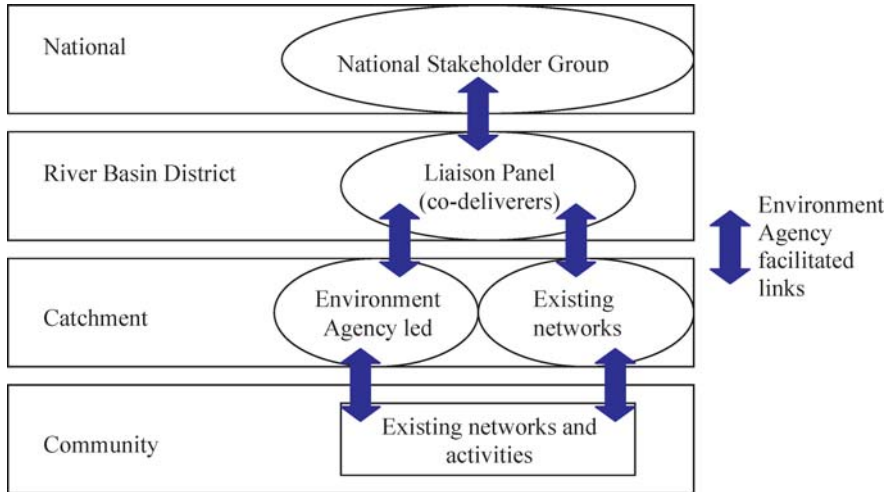 National
National Stakeholder Group
River Basin District
Liaison Panel
(co-deliverers)
Environment
Agency
facilitated
links
Catchment
Environment
Agency led
Existing
networks
Community
Existing networks and
activities